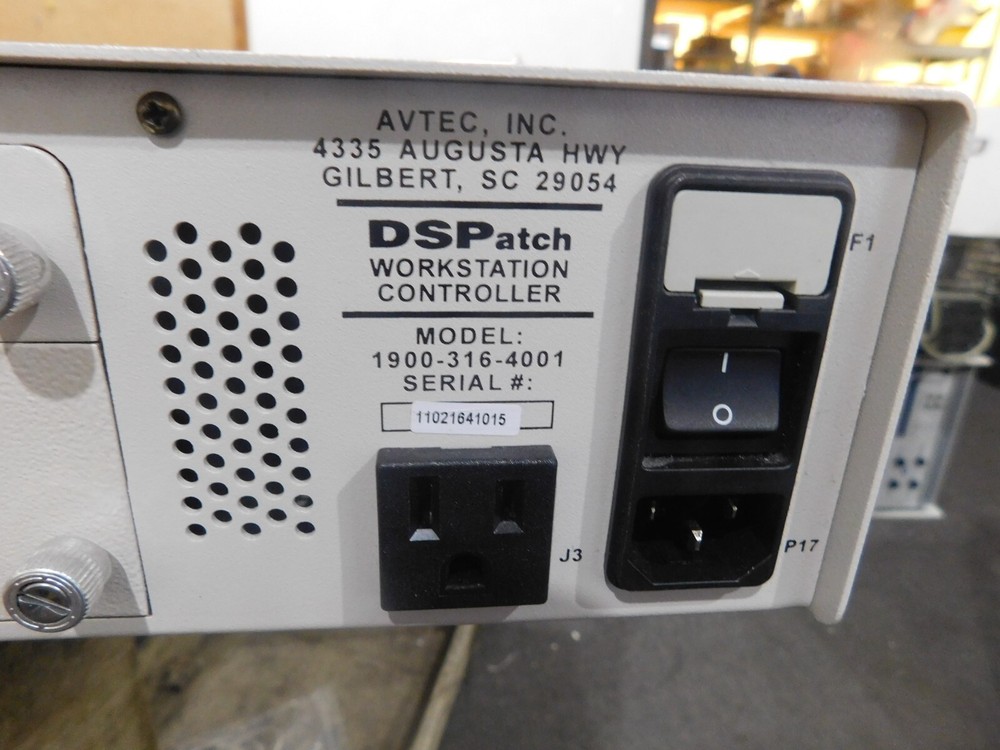 AVTEC, INC.
4335 AUGUSTA HWY
GILBERT, SC 29054
DSPatch
WORKSTATION
CONTROLLER
MODEL:
1900-316-4001
SERIAL #:
11021641015
F1
I
O
J3
P17